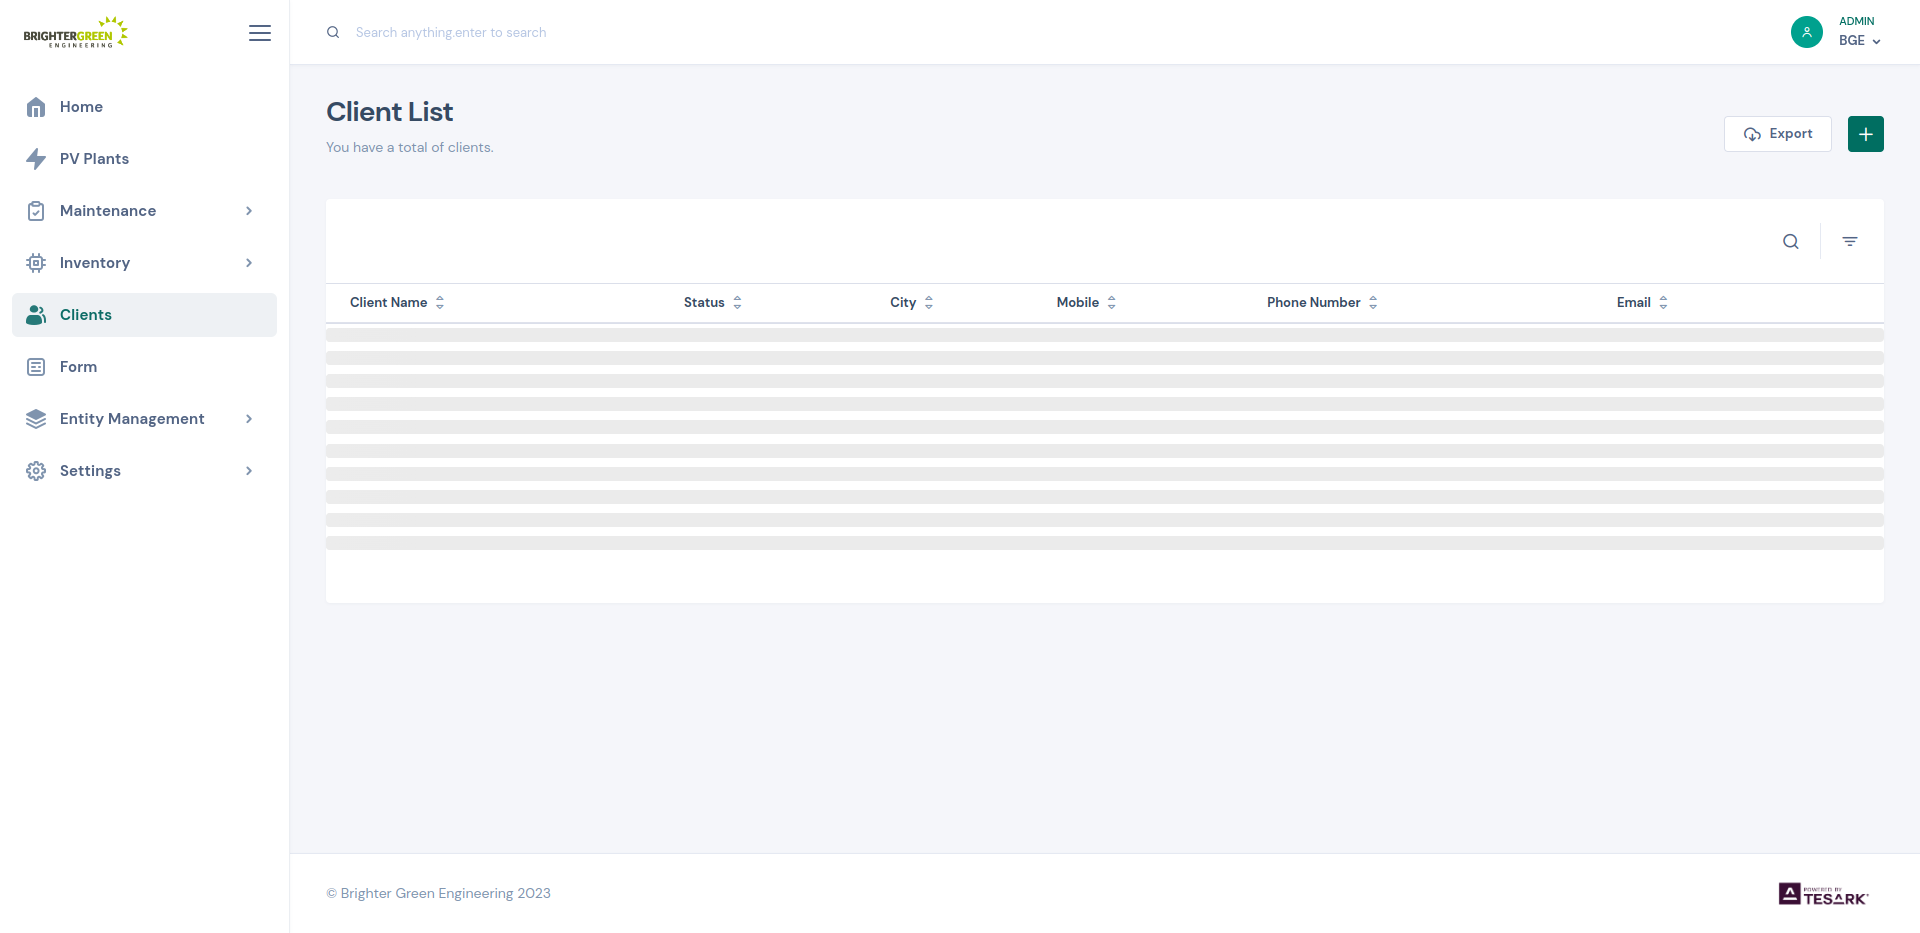 BRIGHTERGREEN
ENGINEERING
Home
PV Plants
Maintenance
Inventory
Clients
Form
Entity Management
Settings
Search anything.enter to search
ADMIN
BGE
Client List
You have a total of clients.
Export
Client Name Status City Mobile Phone Number Email
© Brighter Green Engineering 2023
POWERED BY
TESARK